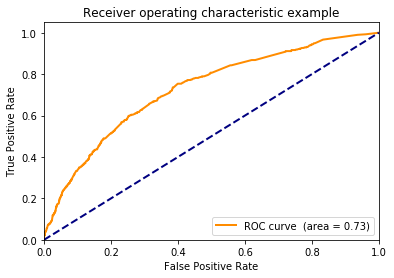 Receiver operating characteristic example
1.0
0.8
0.6
0.4
0.2
0.0
True Positive Rate
ROC curve  (area = 0.73)
0.0 0.2 0.4 0.6 0.8 1.0
False Positive Rate